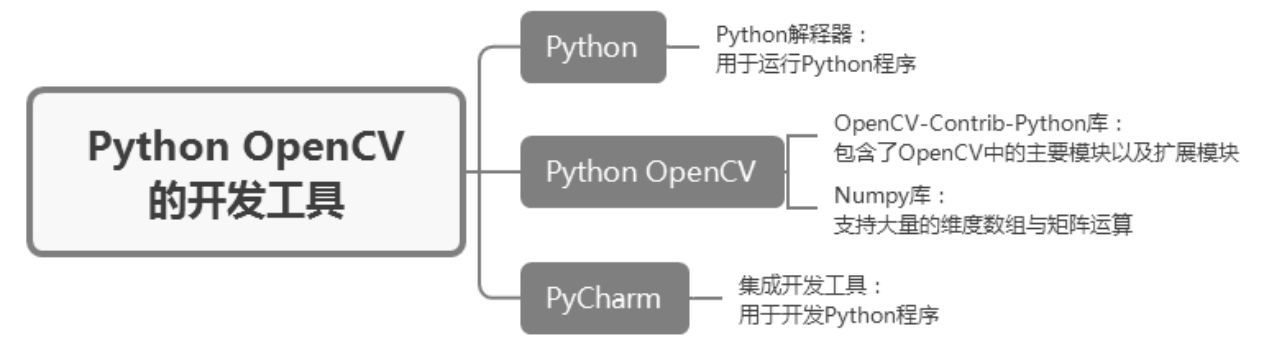 Python OpenCV
的开发工具
Python
Python解释器：
用于运行Python程序
Python OpenCV
OpenCV-Contrib-Python库：
包含了OpenCV中的主要模块以及扩展模块
Numpy库：
支持大量的维度数组与矩阵运算
PyCharm
集成开发工具：
用于开发Python程序